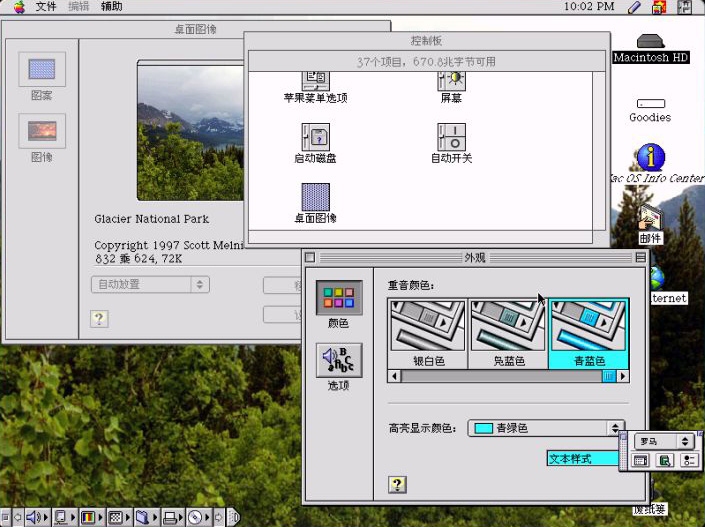 文件 编辑 辅助 10:02 PM
桌面图像
图案
图像
Glacier National Park
Copyright 1997 Scott Melni
832 乘 624, 72K
自动放置
?
控制板
37个项目，670.8兆字节可用
苹果菜单选项
屏幕
启动磁盘
自动开关
桌面图像
Macintosh HD
Goodies
ac OS Info Center
邮件
ternet
废纸篓
外观
颜色
选项
重音颜色：
银白色
青蓝色
高亮显示颜色：
青绿色
文本样式
?
罗马